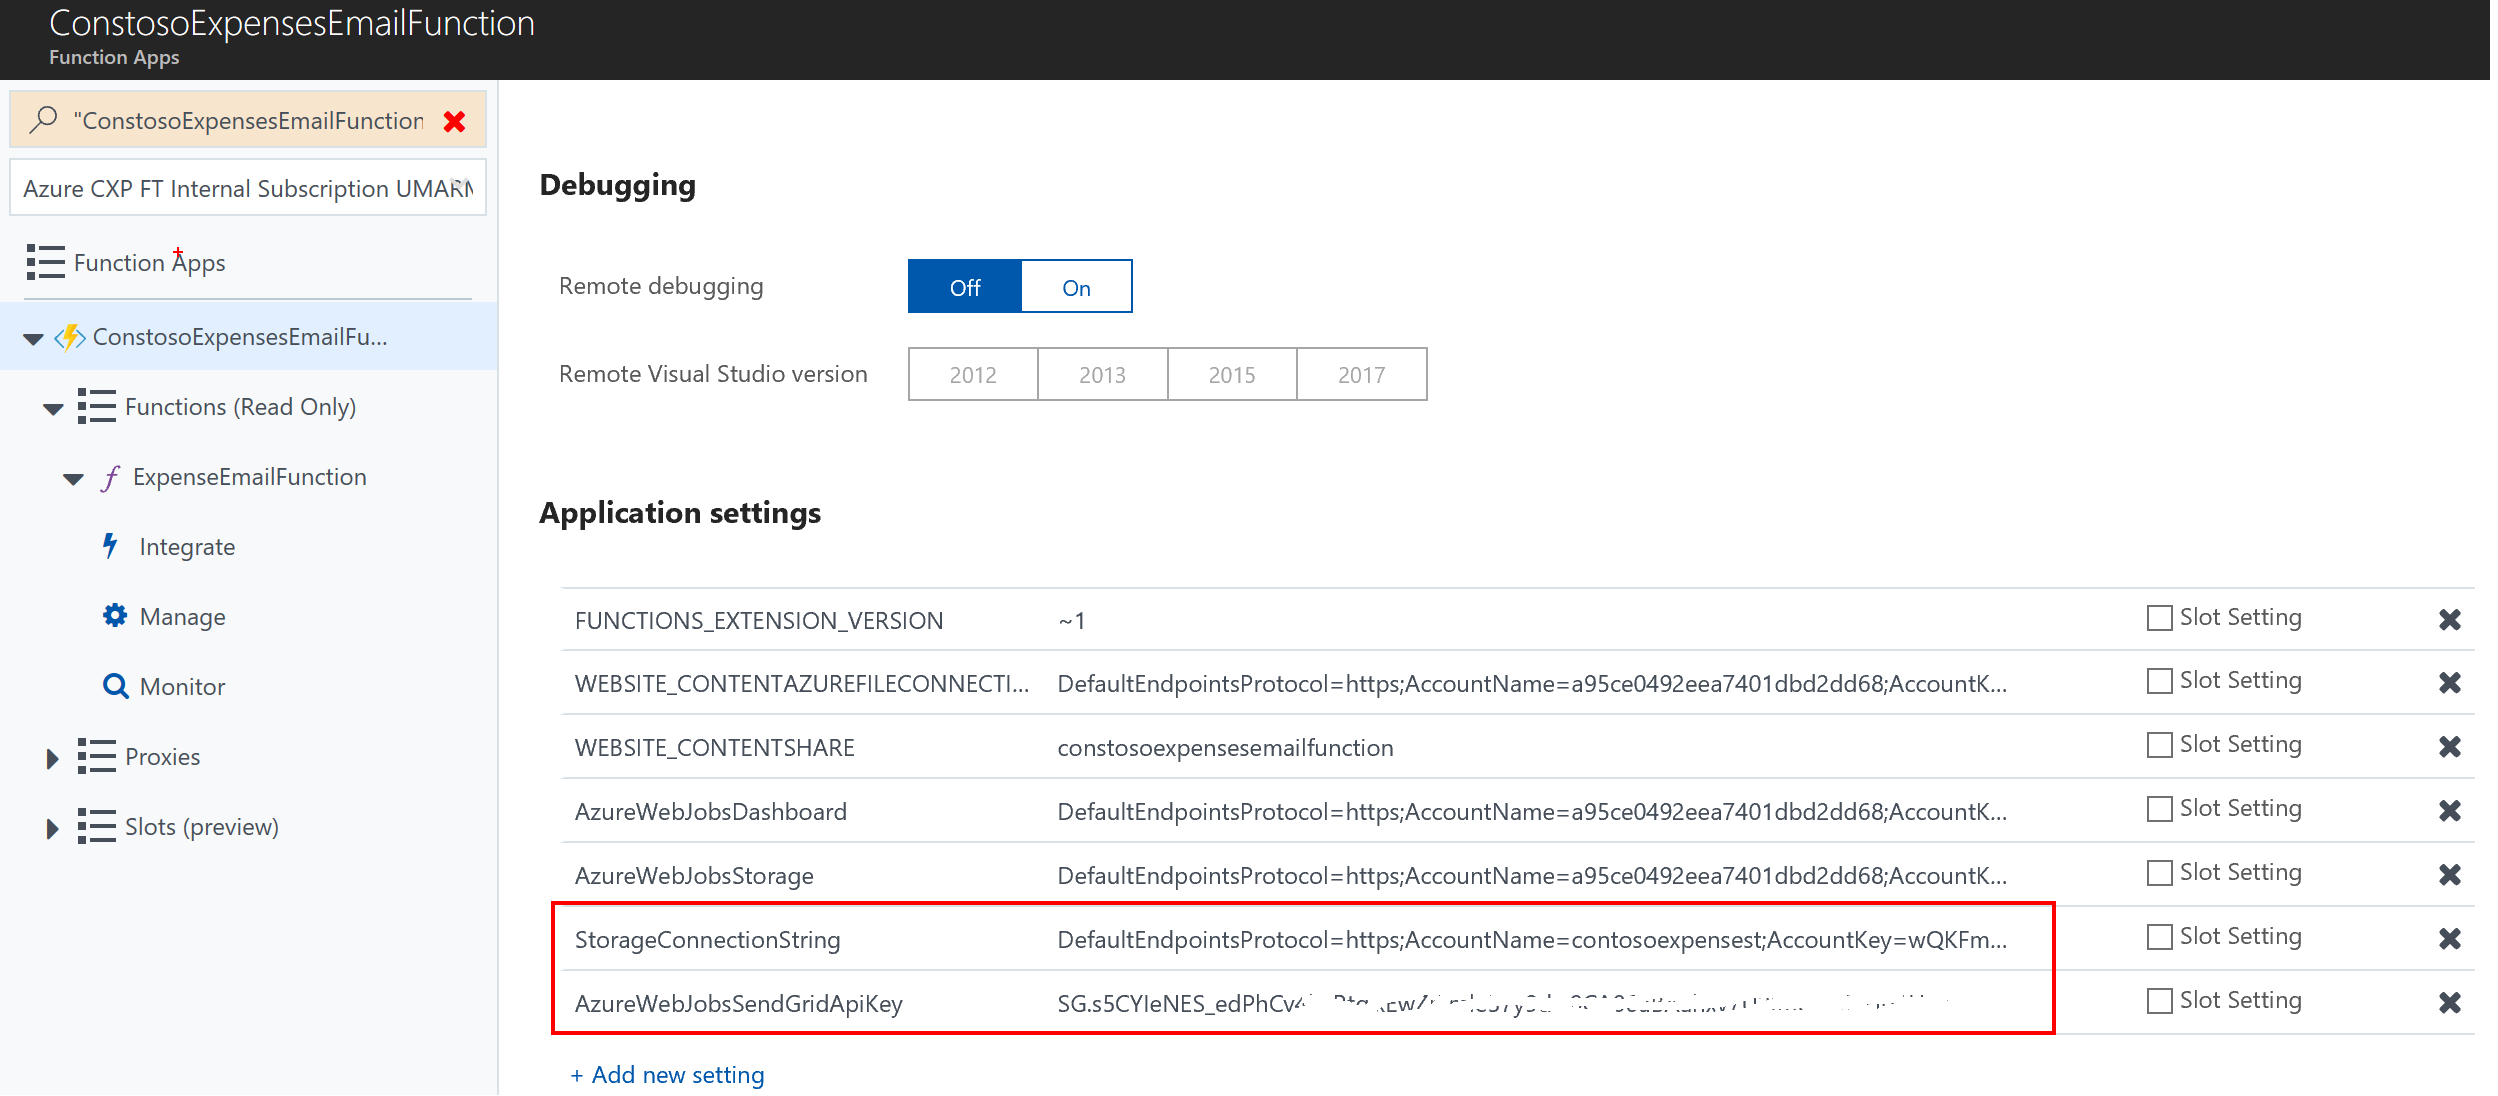 ConstosoExpensesEmailFunction
Function Apps
"ConstosoExpensesEmailFunction
Azure CXP FT Internal Subscription
Function Apps
ConstosoExpensesEmailFu...
Functions (Read Only)
ExpenseEmailFunction
Integrate
Manage
Monitor
Proxies
Slots (preview)
Debugging
Remote debugging Off On
Remote Visual Studio version 2012 2013 2015 2017
Application settings
FUNCTIONS_EXTENSION_VERSION ~1 Slot Setting
WEBSITE_CONTENTAZUREFILECONNECTI... DefaultEndpointsProtocol=https;AccountName=a95ce0492eea7401dbd2dd68;AccountK... Slot Setting
WEBSITE_CONTENTSHARE constosoexpensesemailfunction Slot Setting
AzureWebJobsDashboard DefaultEndpointsProtocol=https;AccountName=a95ce0492eea7401dbd2dd68;AccountK... Slot Setting
AzureWebJobsStorage DefaultEndpointsProtocol=https;AccountName=a95ce0492eea7401dbd2dd68;AccountK... Slot Setting
StorageConnectionString DefaultEndpointsProtocol=https;AccountName=contosoexpensest;AccountKey=wQKFm... Slot Setting
AzureWebJobsSendGridApiKey Slot Setting
+ Add new setting